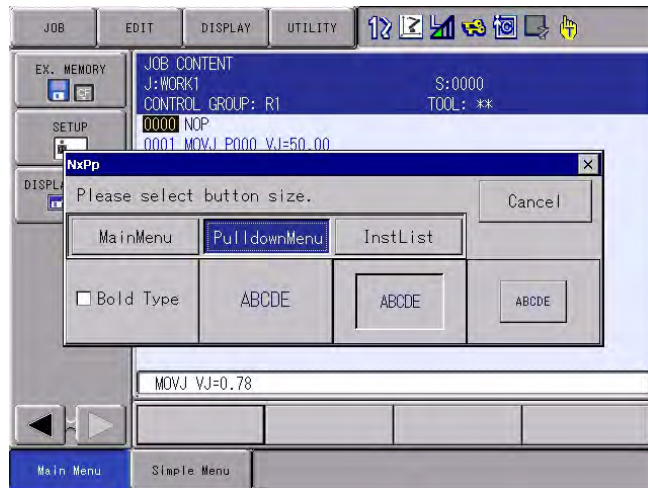 JOB EDIT DISPLAY UTILITY
EX. MEMORY
CF
SETUP
JOB CONTENT
J:WORK1 S:0000
CONTROL GROUP: R1 TOOL: **
0000 NOP
0001 MOVJ P000 VJ=50.00
NxPp
Please select button size.
Cancel
MainMenu PulldownMenu InstList
Bold Type ABCDE ABCDE ABCDE
MOVJ VJ=0.78
Main Menu Simple Menu